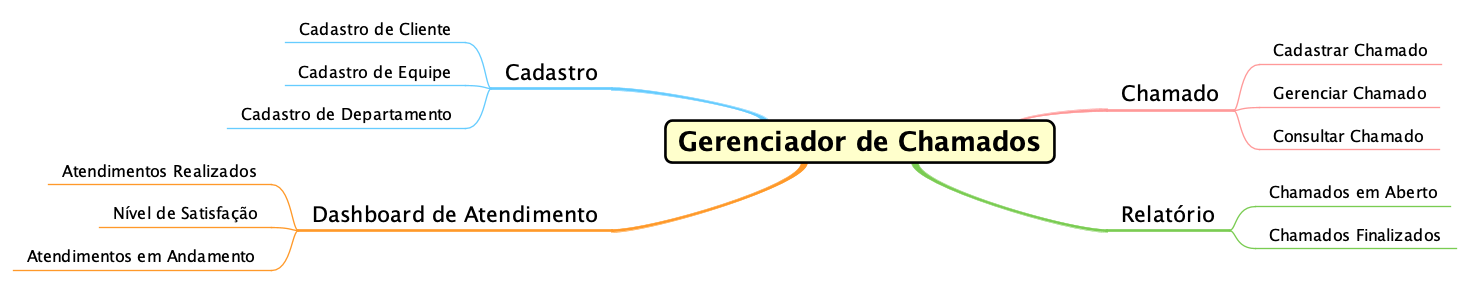 Gerenciador de Chamados
Chamado
Cadastrar Chamado
Gerenciar Chamado
Consultar Chamado
Relatório
Chamados em Aberto
Chamados Finalizados
Cadastro
Cadastro de Cliente
Cadastro de Equipe
Cadastro de Departamento
Dashboard de Atendimento
Atendimentos Realizados
Nível de Satisfação
Atendimentos em Andamento